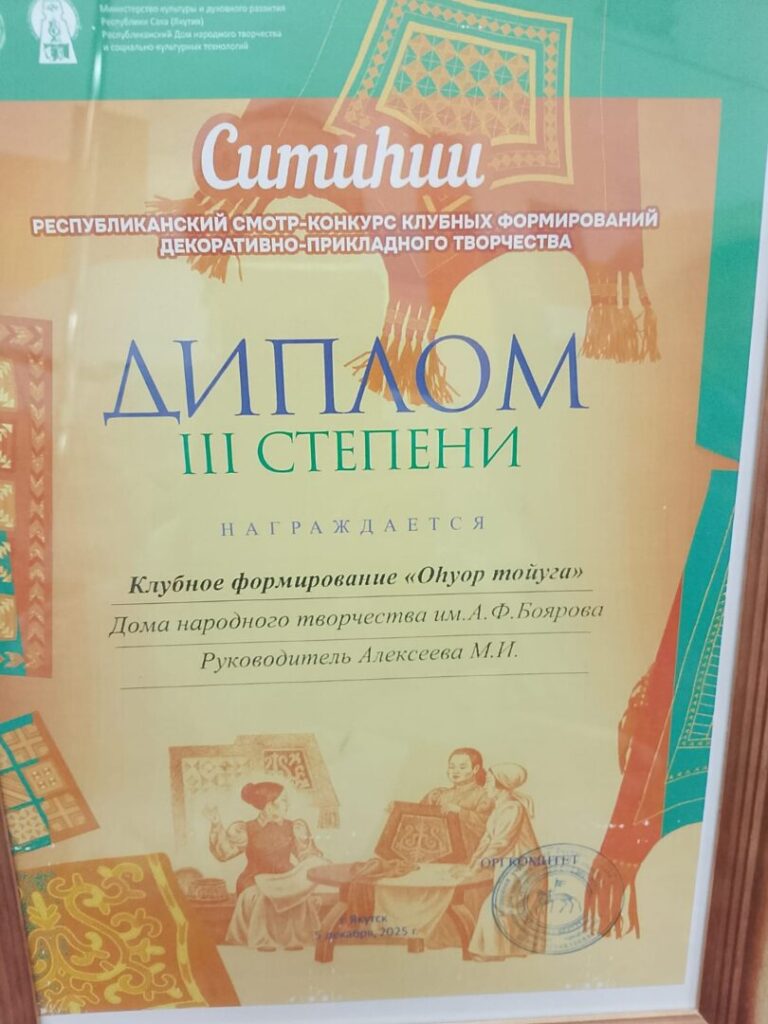 Министерство культуры и духовного развития
Республики Саха (Якутия)
Республиканский Дом народного творчества
и социально-культурных технологий
Ситиһии
РЕСПУБЛИКАНСКИЙ СМОТР-КОНКУРС КЛУБНЫХ ФОРМИРОВАНИЙ
ДЕКОРАТИВНО-ПРИКЛАДНОГО ТВОРЧЕСТВА
ДИПЛОМ
III СТЕПЕНИ
НАГРАЖДАЕТСЯ
Клубное формирование «Оһуор тойуга»
Дома народного творчества им.А.Ф.Боярова
Руководитель Алексеева М.И.
ОРГКОМИТЕТ
г. Якутск
5 декабря, 2025 г.